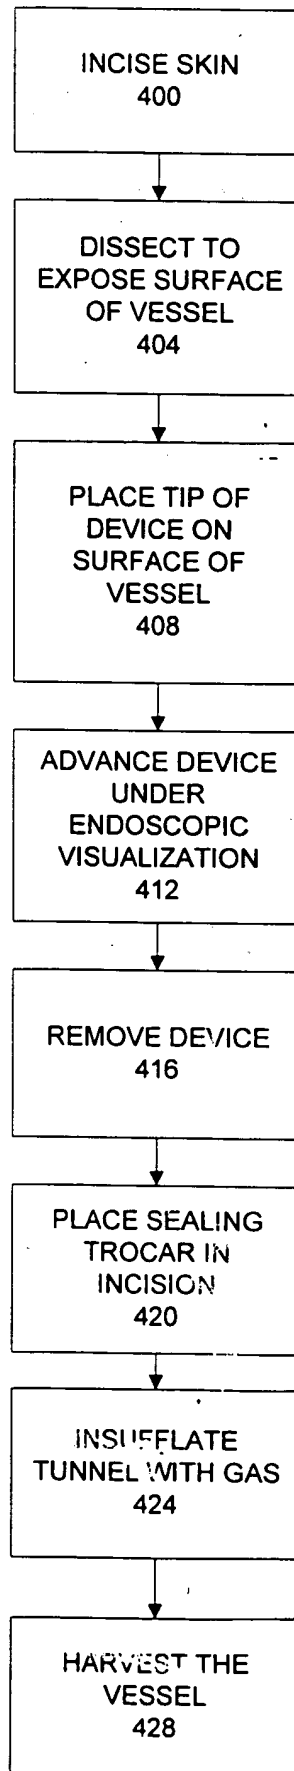 INCISE SKIN
400
DISSECT TO
EXPOSE SURFACE
OF VESSEL
404
PLACE TIP OF
DEVICE ON
SURFACE OF
VESSEL
408
ADVANCE DEVICE
UNDER
ENDOSCOPIC
VISUALIZATION
412
REMOVE DEVICE
416
PLACE SEALING
TROCAR IN
INCISION
420
INSUFFLATE
TUNNEL WITH GAS
424
HARVEST THE
VESSEL
428